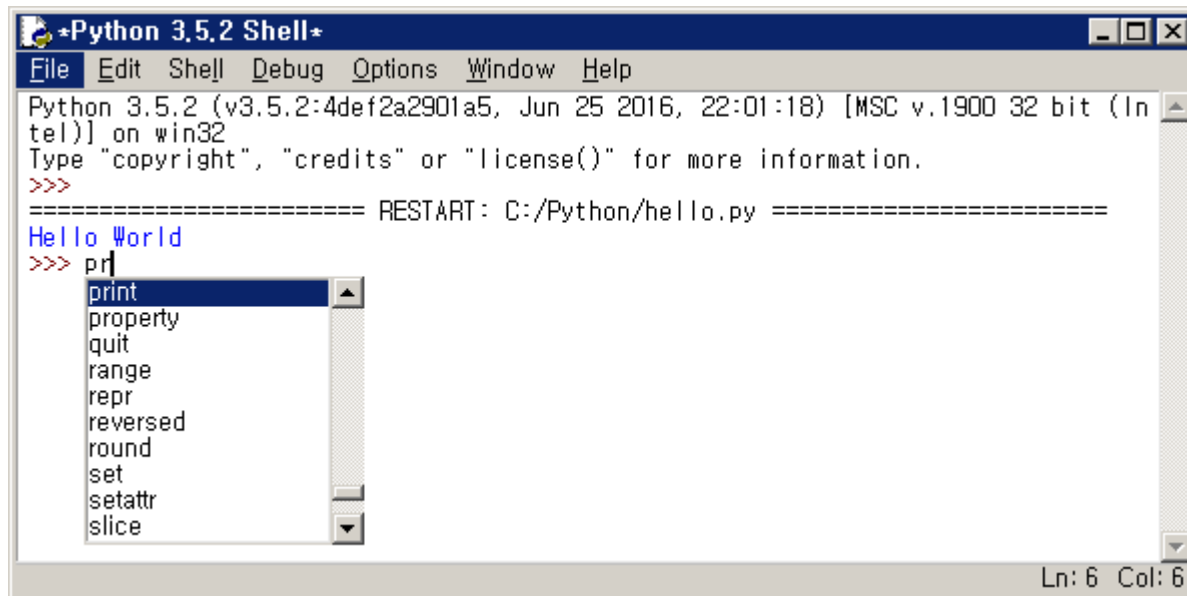 *Python 3.5.2 Shell*
File Edit Shell Debug Options Window Help
Python 3.5.2 (v3.5.2:4def2a2901a5, Jun 25 2016, 22:01:18) [MSC v.1900 32 bit (In
tel)] on win32
Type "copyright", "credits" or "license()" for more information.
>>>
======================== RESTART: C:/Python/hello.py ========================
Hello World
>>> pr
print
property
quit
range
repr
reversed
round
set
setattr
slice
Ln: 6 Col: 6